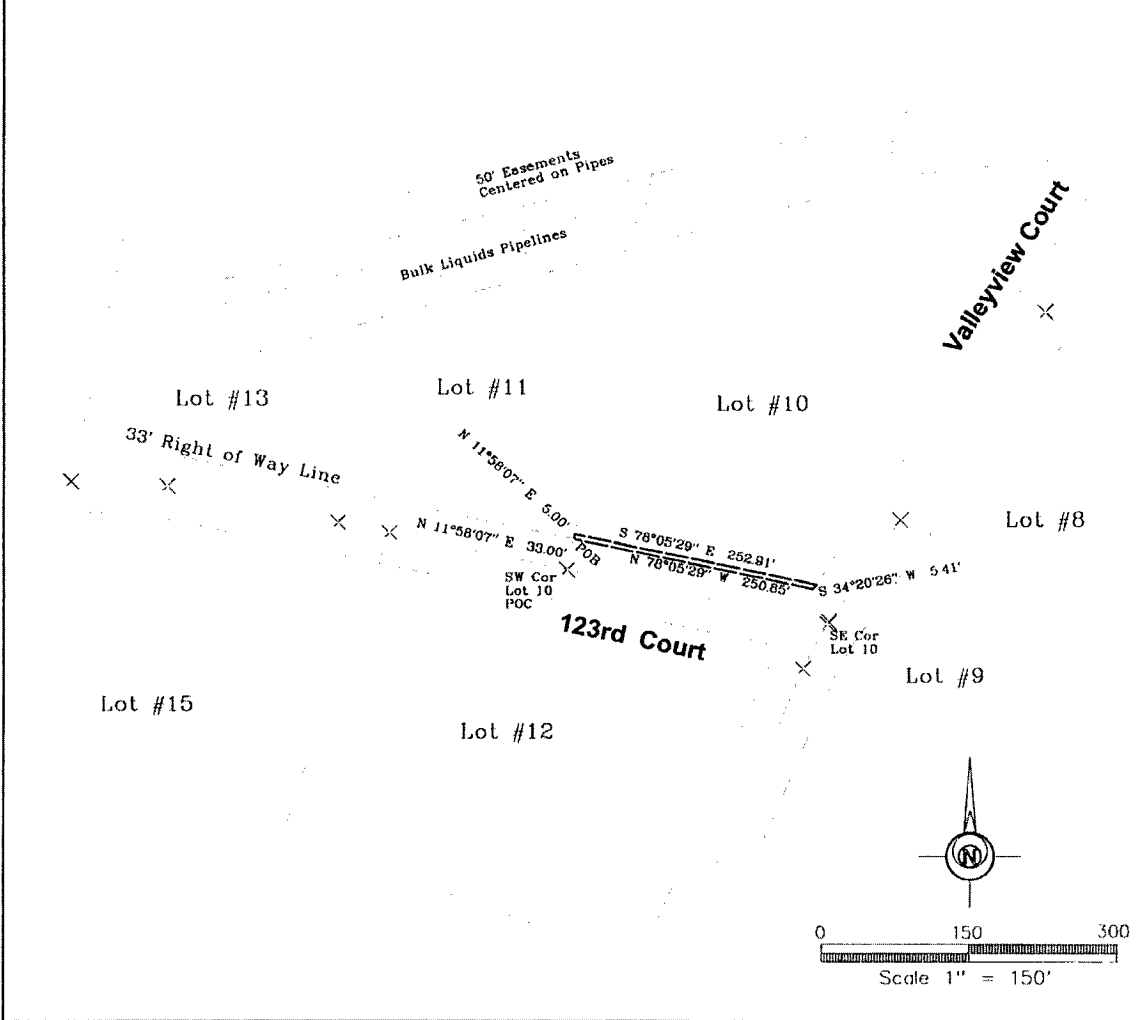 50' Easements
Centered on Pipes
Bulk Liquids Pipelines
Valleyview Court
Lot #13
Lot #11
Lot #10
33' Right of Way Line
N 11°58'07" E 5.00'
Lot #8
N 11°58'07" E 33.00'
POB
S 78°05'29" E 252.91'
N 78°05'29" W 250.85'
S 34°20'26" W 5.41'
SW Cor
Lot 10
POC
123rd Court
SE Cor
Lot 10
Lot #9
Lot #15
Lot #12
N
0 150 300
Scale 1" = 150'